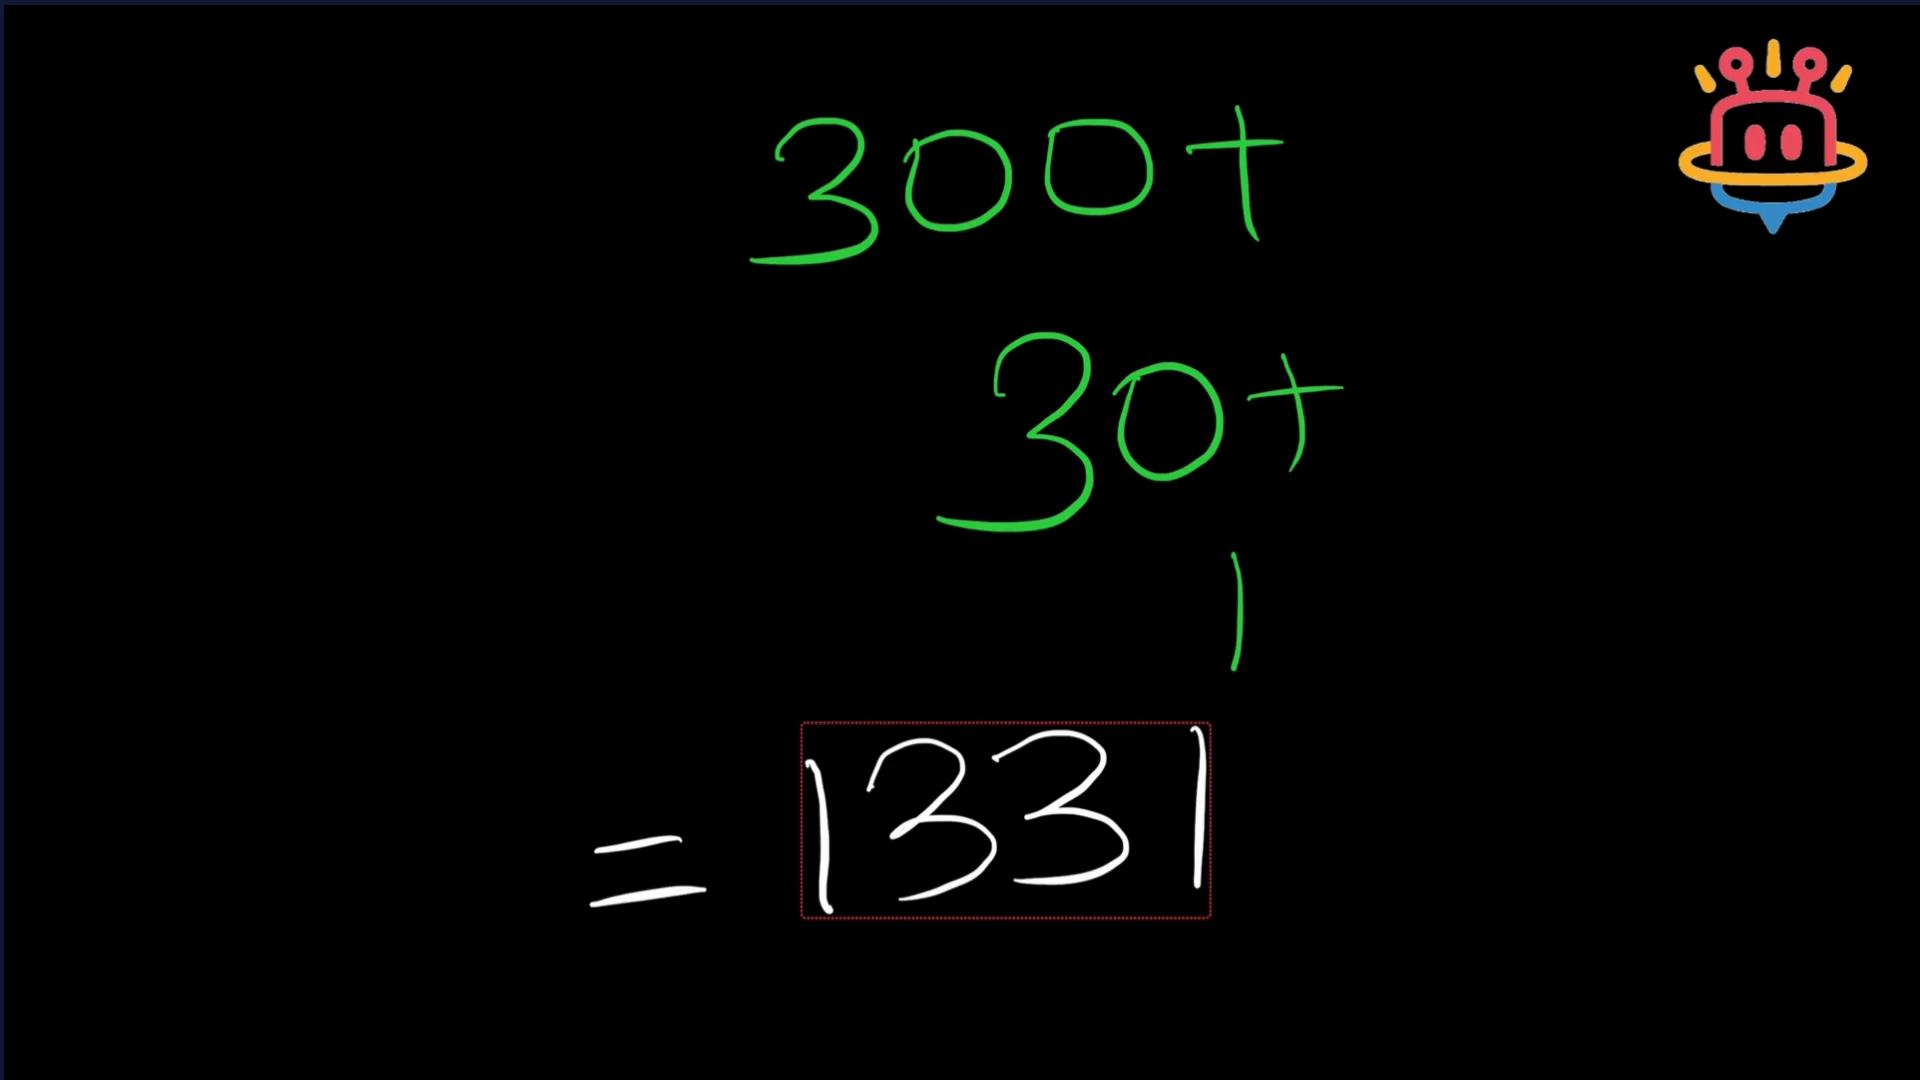 300+
30+
1
= 1331